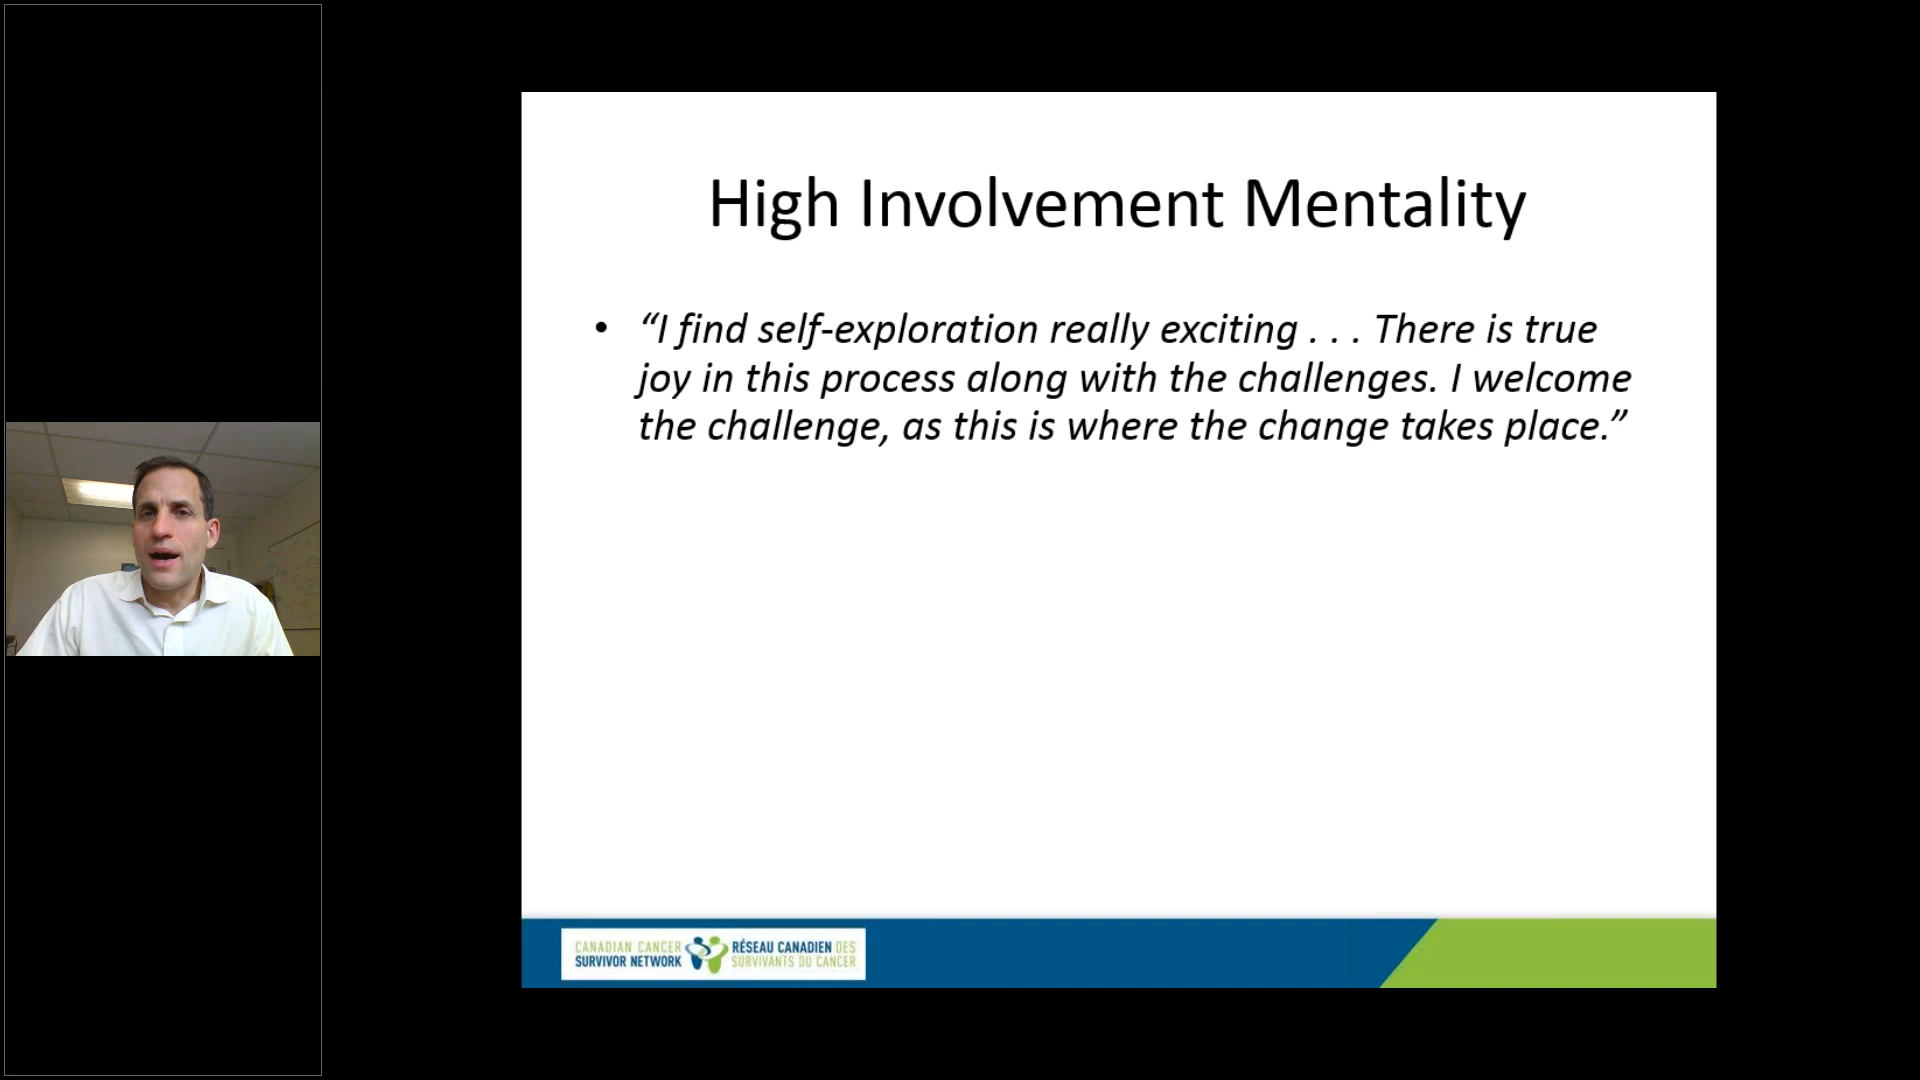 High Involvement Mentality
• “I find self-exploration really exciting . . . There is true
joy in this process along with the challenges. I welcome
the challenge, as this is where the change takes place.”
CANADIAN CANCER
SURVIVOR NETWORK
RÉSEAU CANADIEN DES
SURVIVANTS DU CANCER